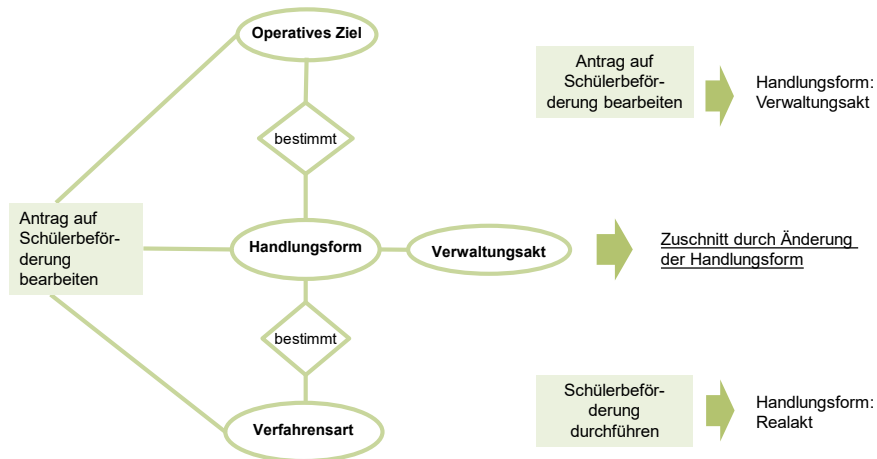 Operatives Ziel
bestimmt
Antrag auf
Schülerbeför-
derung
bearbeiten
Handlungsform
Verwaltungsakt
bestimmt
Verfahrensart
Antrag auf
Schülerbeför-
derung bearbeiten
Handlungsform:
Verwaltungsakt
Zuschnitt durch Änderung
der Handlungsform
Schülerbeför-
derung
durchführen
Handlungsform:
Realakt